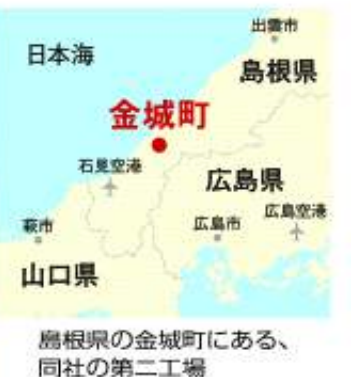 出雲市
日本海
島根県
金城町
石見空港
広島県
広島空港
萩市
広島市
山口県
島根県の金城町にある、
同社の第二工場